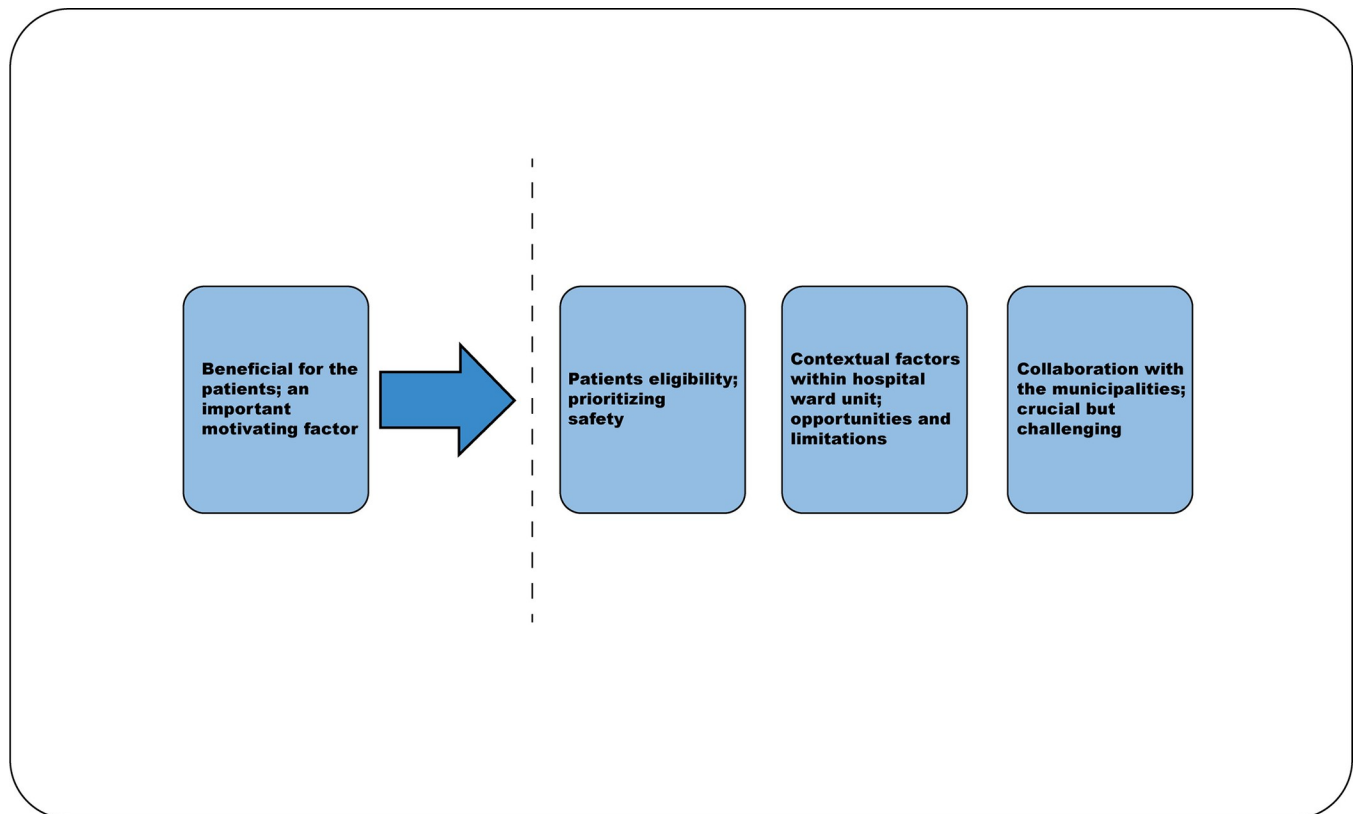 Beneficial for the
patients; an
important
motivating factor
Patients eligibility;
prioritizing
safety
Contextual factors
within hospital
ward unit;
opportunities and
limitations
Collaboration with
the municipalities;
crucial but
challenging